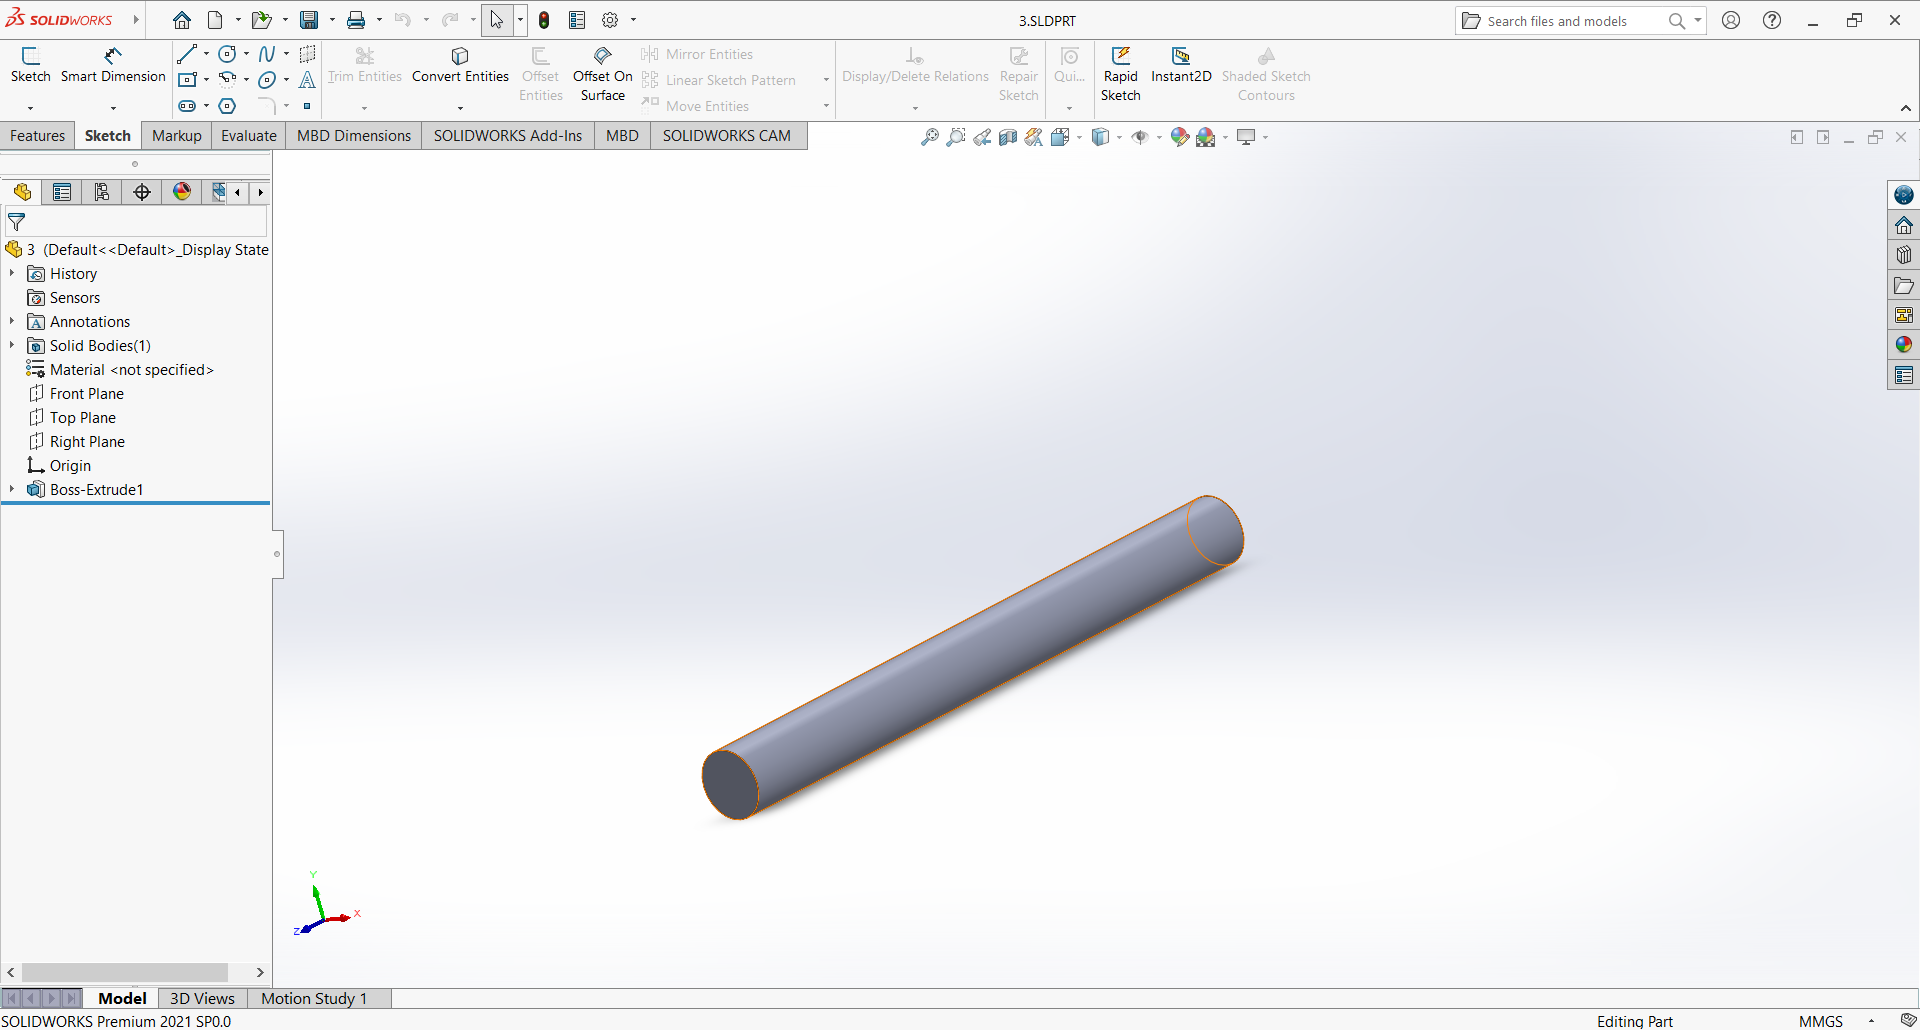 SOLIDWORKS
3.SLDPRT
Search files and models
Sketch
Smart Dimension
Trim Entities
Convert Entities
Offset Entities
Offset On Surface
Mirror Entities
Linear Sketch Pattern
Move Entities
Display/Delete Relations
Repair Sketch
Qui...
Rapid Sketch
Instant2D
Shaded Sketch Contours
Features
Sketch
Markup
Evaluate
MBD Dimensions
SOLIDWORKS Add-Ins
MBD
SOLIDWORKS CAM
3 (Default<<Default>_Display State
History
Sensors
Annotations
Solid Bodies(1)
Material <not specified>
Front Plane
Top Plane
Right Plane
Origin
Boss-Extrude1
Y
X
Z
Model
3D Views
Motion Study 1
SOLIDWORKS Premium 2021 SP0.0
Editing Part
MMGS